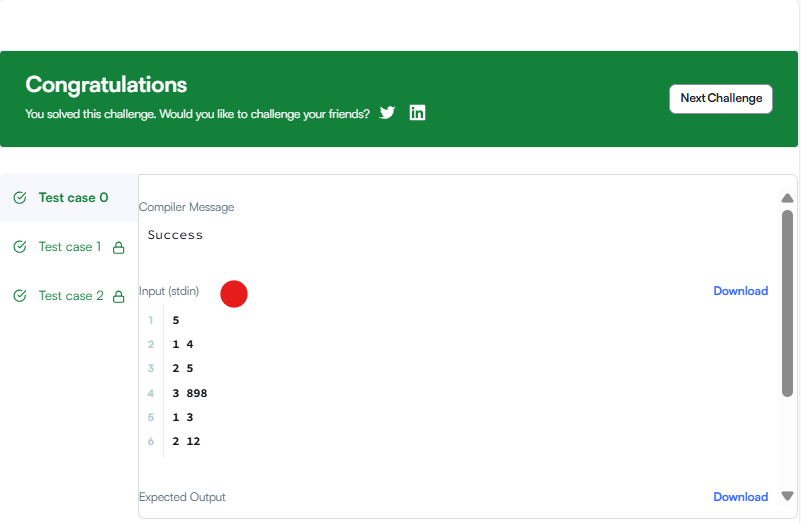 Congratulations
You solved this challenge. Would you like to challenge your friends?
Next Challenge
Test case 0
Test case 1
Test case 2
Compiler Message
Success
Input (stdin)
Download
1 5
2 1 4
3 2 5
4 3 898
5 1 3
6 2 12
Expected Output
Download